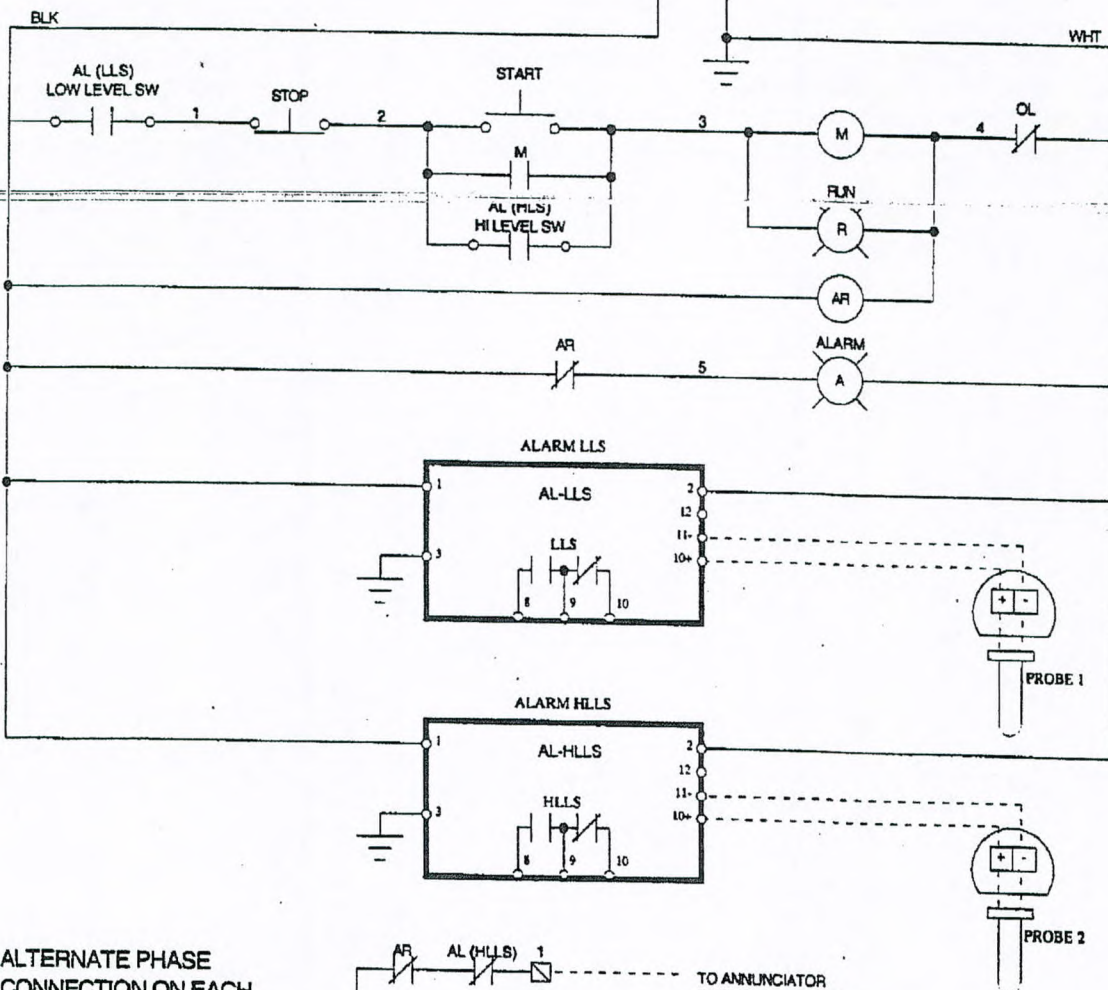 BLK
WHT
AL (LLS)
LOW LEVEL SW
1
STOP
2
START
3
M
4
OL
M
AL (HLS)
HI LEVEL SW
RUN
R
AR
AR
5
ALARM
A
ALARM LLS
1
AL-LLS
2
12
11-
10+
3
LLS
8
9
10
+ -
PROBE 1
ALARM HLLS
1
AL-HLLS
2
12
11-
10+
3
HLLS
8
9
10
+ -
PROBE 2
ALTERNATE PHASE
CONNECTION ON EACH
AR
AL (HLLS)
1
TO ANNUNCIATOR